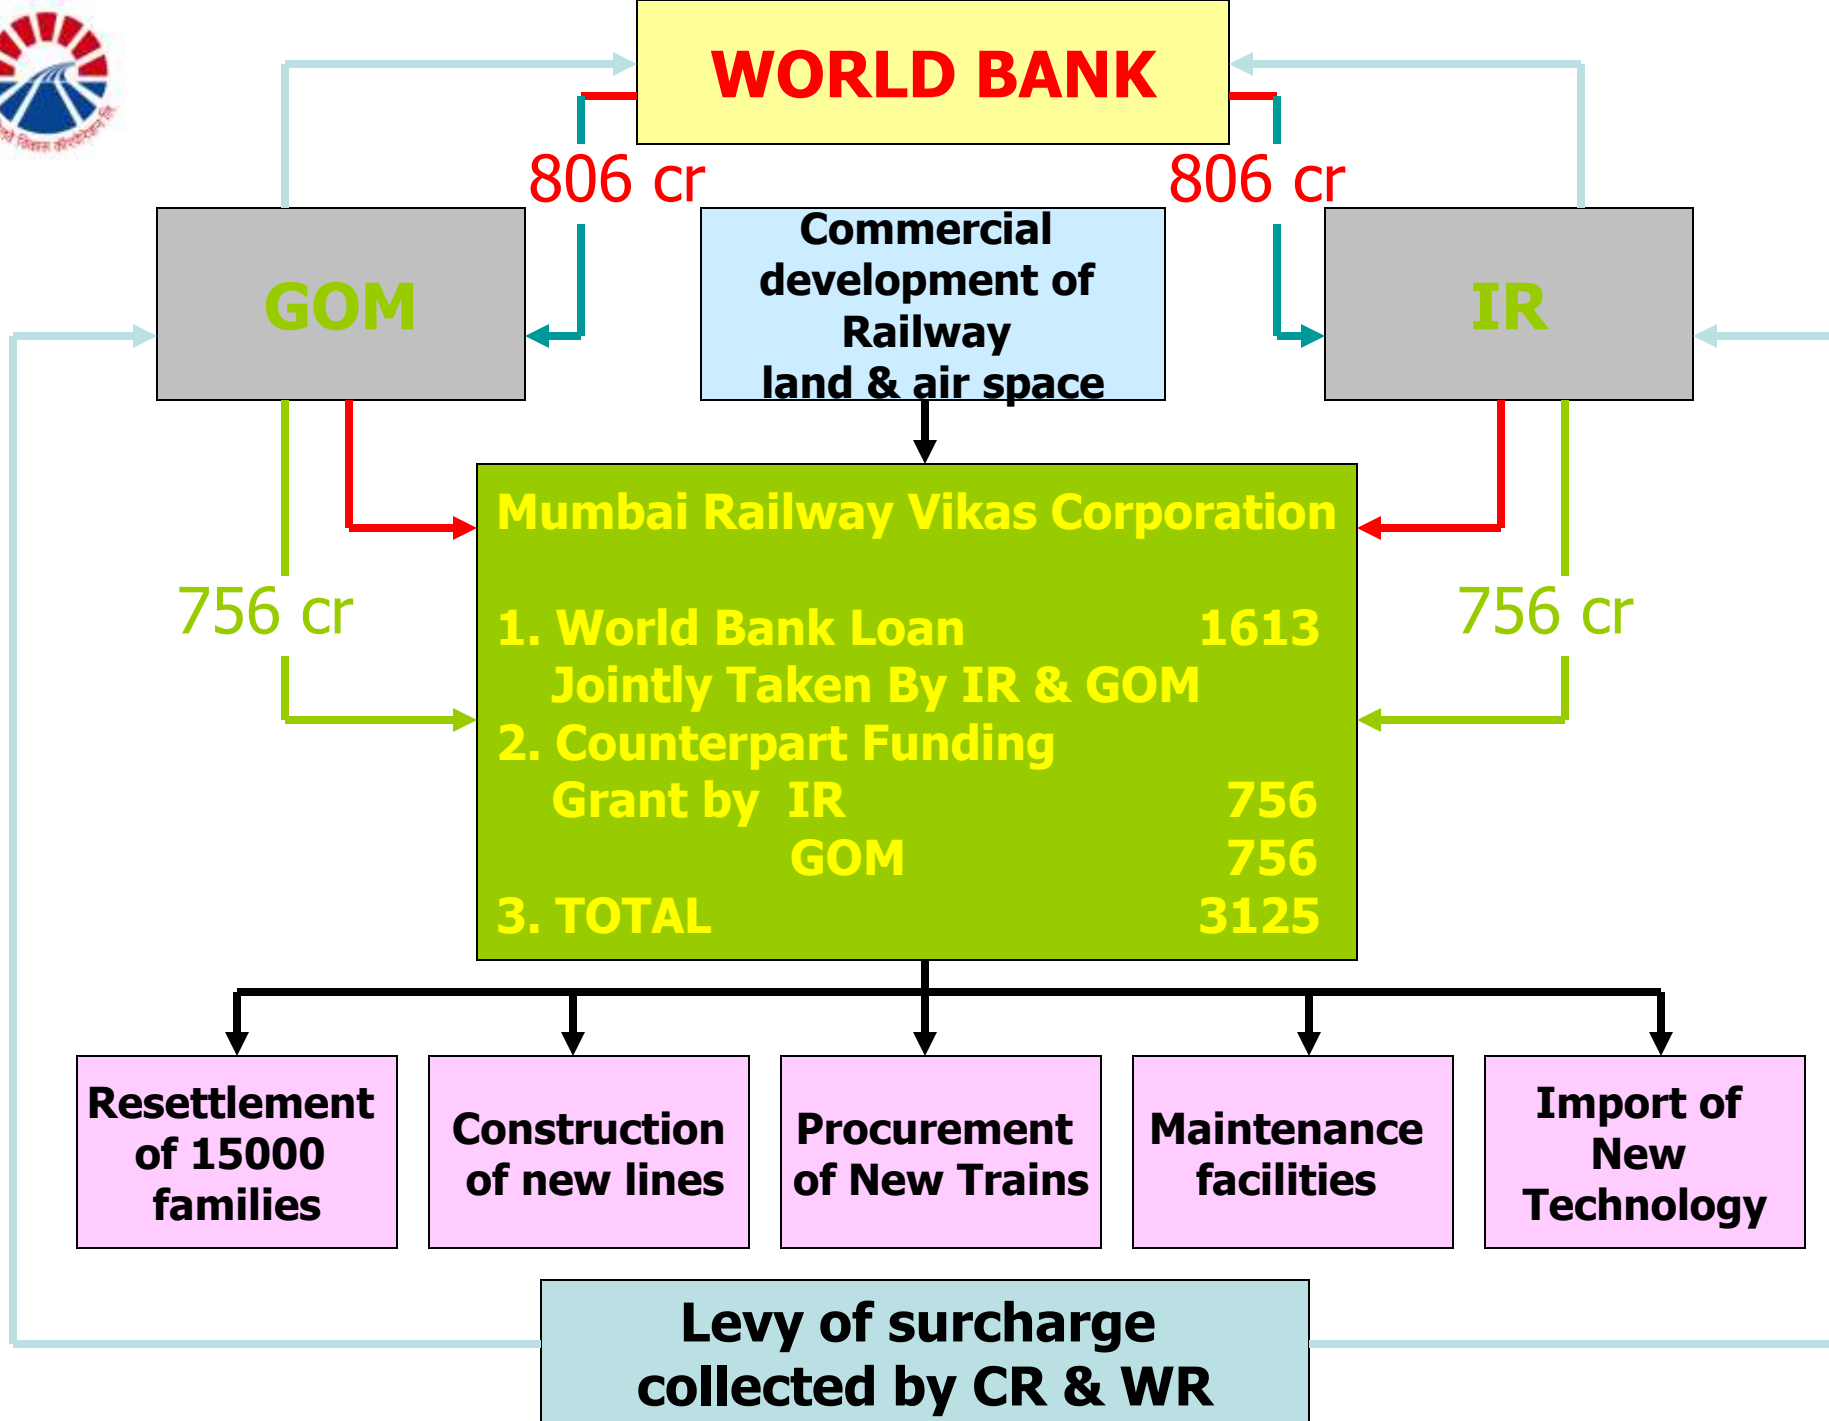 WORLD BANK
806 cr
806 cr
GOM
Commercial
development of
Railway
land & air space
IR
756 cr
756 cr
Mumbai Railway Vikas Corporation
1. World Bank Loan 1613
Jointly Taken By IR & GOM
2. Counterpart Funding
Grant by IR 756
GOM 756
3. TOTAL 3125
Resettlement
of 15000
families
Construction
of new lines
Procurement
of New Trains
Maintenance
facilities
Import of
New
Technology
Levy of surcharge
collected by CR & WR